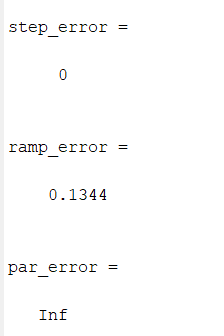 step_error =
0
ramp_error =
0.1344
par_error =
Inf